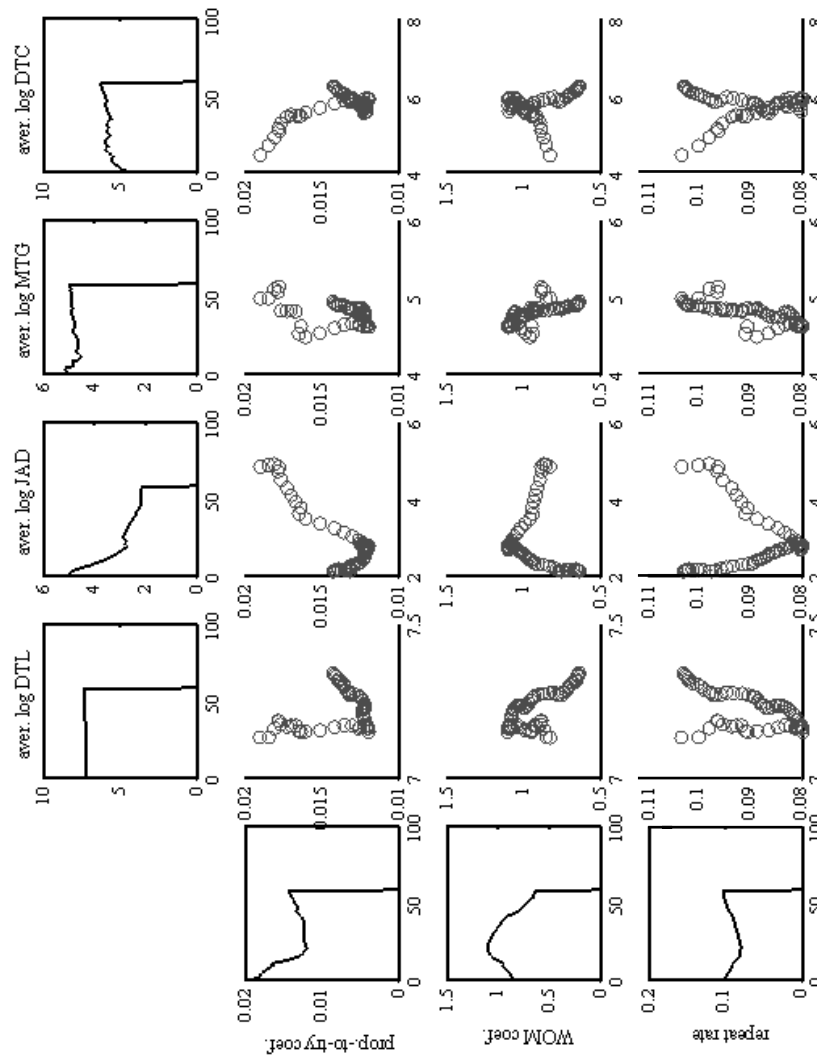 aver. log DTL aver. log JAD aver. log MTG aver. log DTC
10 6 6 10
4 4
5 5
2 2
0 0 0 0
0 50 100 0 50 100 0 50 100 0 50 100
prop.-to-try coef.
0.02 0.02 0.02 0.02 0.02
0.01 0.015 0.015 0.015 0.015
0 0.01 0.01 0.01 0.01
0 50 100 7 7.5 2 4 6 4 5 6 4 6 8
WOM coef.
1.5 1.5 1.5 1.5 1.5
1 1 1 1 1
0.5
0 0.5 0.5 0.5 0.5
0 50 100 7 7.5 2 4 6 4 5 6 4 6 8
repeat rate
0.2 0.11 0.11 0.11 0.11
0.1 0.1 0.1 0.1 0.1
0.09 0.09 0.09 0.09
0 0.08 0.08 0.08 0.08
0 50 100 7 7.5 2 4 6 4 5 6 4 6 8